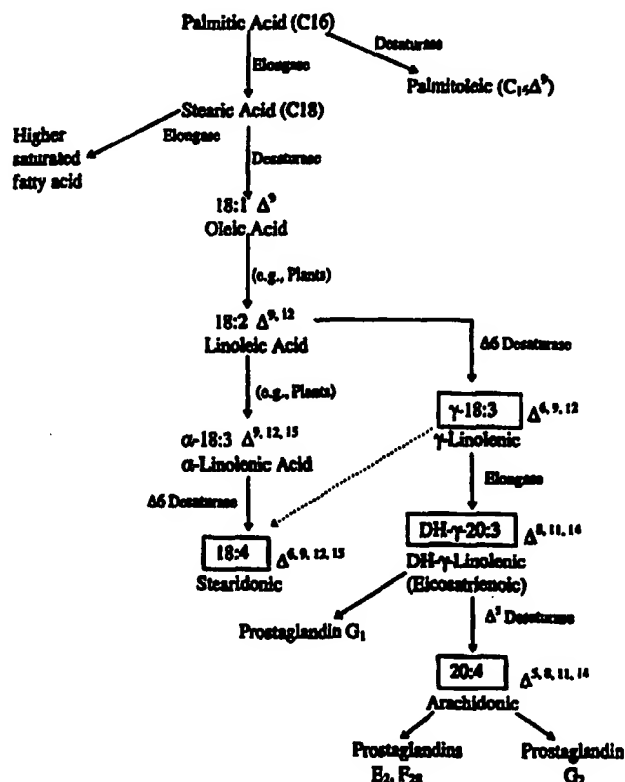 Palmitic Acid (C16)
Desaturase
Elongase
Palmitoleic (C₁₆Δ⁹)
Stearic Acid (C18)
Elongase
Higher
saturated
fatty acid
Desaturase
18:1 Δ⁹
Oleic Acid
(e.g., Plants)
18:2 Δ⁹, ¹²
Linoleic Acid
Δ6 Desaturase
(e.g., Plants)
γ-18:3 Δ⁶, ⁹, ¹²
γ-Linolenic
α-18:3 Δ⁹, ¹², ¹⁵
α-Linolenic Acid
Elongase
Δ6 Desaturase
DH-γ-20:3 Δ⁸, ¹¹, ¹⁴
DH-γ-Linolenic
(Eicosatrienoic)
18:4 Δ⁶, ⁹, ¹², ¹⁵
Stearidonic
Δ⁵ Desaturase
Prostaglandin G₁
20:4 Δ⁵, ⁸, ¹¹, ¹⁴
Arachidonic
Prostaglandins
E₂, F₂α
Prostaglandin
G₂